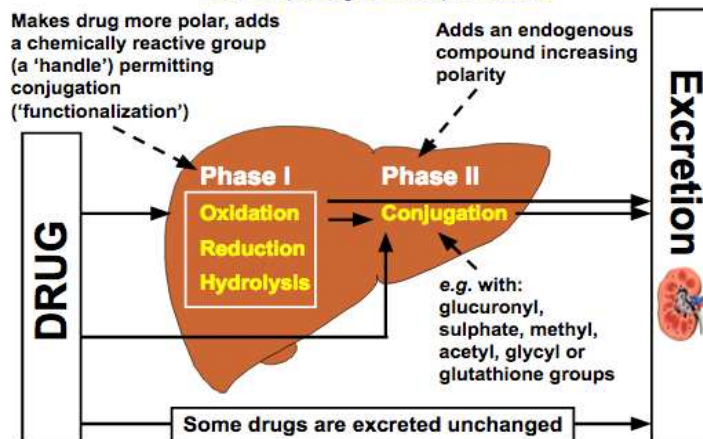 Makes drug more polar, adds
a chemically reactive group
(a ‘handle’) permitting
conjugation
(‘functionalization’)
Adds an endogenous
compound increasing
polarity
DRUG
Phase I
Oxidation
Reduction
Hydrolysis
Phase II
Conjugation
e.g. with:
glucuronyl,
sulphate, methyl,
acetyl, glycyl or
glutathione groups
Some drugs are excreted unchanged
Excretion